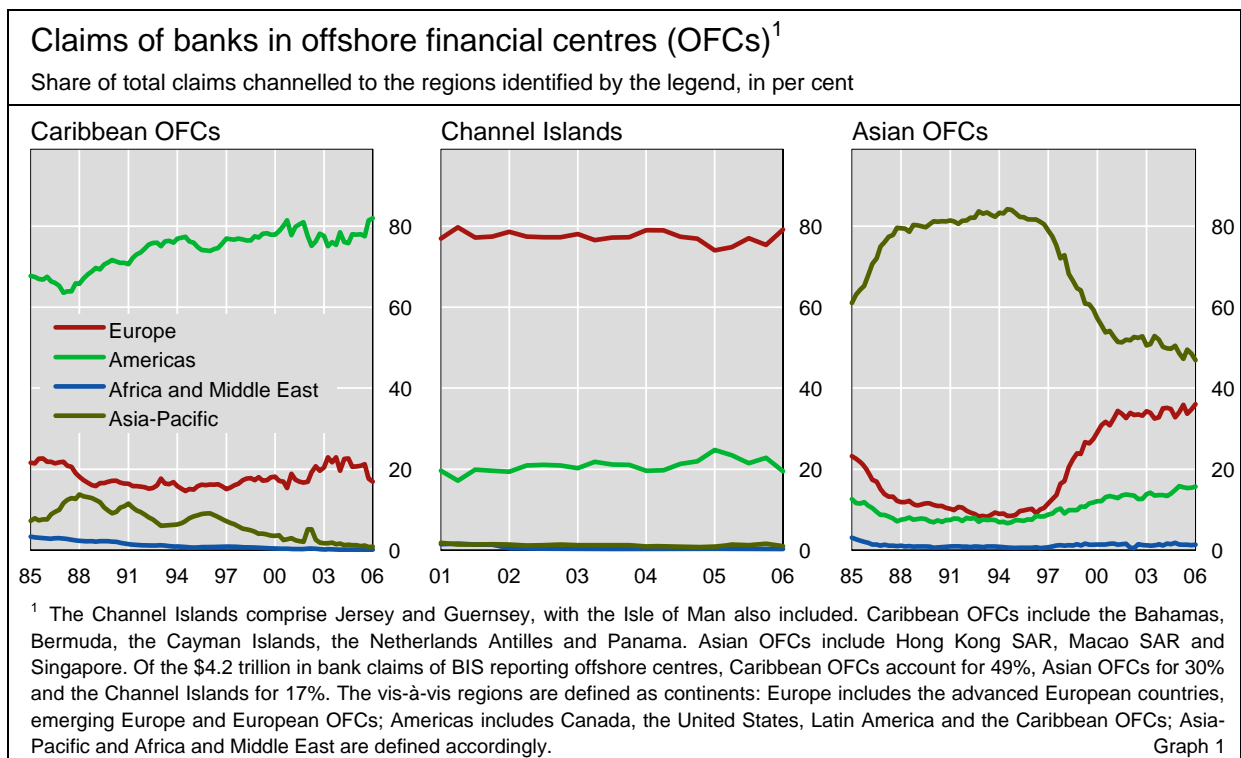 Claims of banks in offshore financial centres (OFCs)1
Share of total claims channelled to the regions identified by the legend, in per cent
Caribbean OFCs
Channel Islands
Asian OFCs
80
60
40
20
0
Europe
Americas
Africa and Middle East
Asia-Pacific
85 88 91 94 97 00 03 06
80
60
40
20
0
01 02 03 04 05 06
80
60
40
20
0
85 88 91 94 97 00 03 06
1 The Channel Islands comprise Jersey and Guernsey, with the Isle of Man also included. Caribbean OFCs include the Bahamas,
Bermuda, the Cayman Islands, the Netherlands Antilles and Panama. Asian OFCs include Hong Kong SAR, Macao SAR and
Singapore. Of the $4.2 trillion in bank claims of BIS reporting offshore centres, Caribbean OFCs account for 49%, Asian OFCs for 30%
and the Channel Islands for 17%. The vis-à-vis regions are defined as continents: Europe includes the advanced European countries,
emerging Europe and European OFCs; Americas includes Canada, the United States, Latin America and the Caribbean OFCs; Asia-
Pacific and Africa and Middle East are defined accordingly. Graph 1